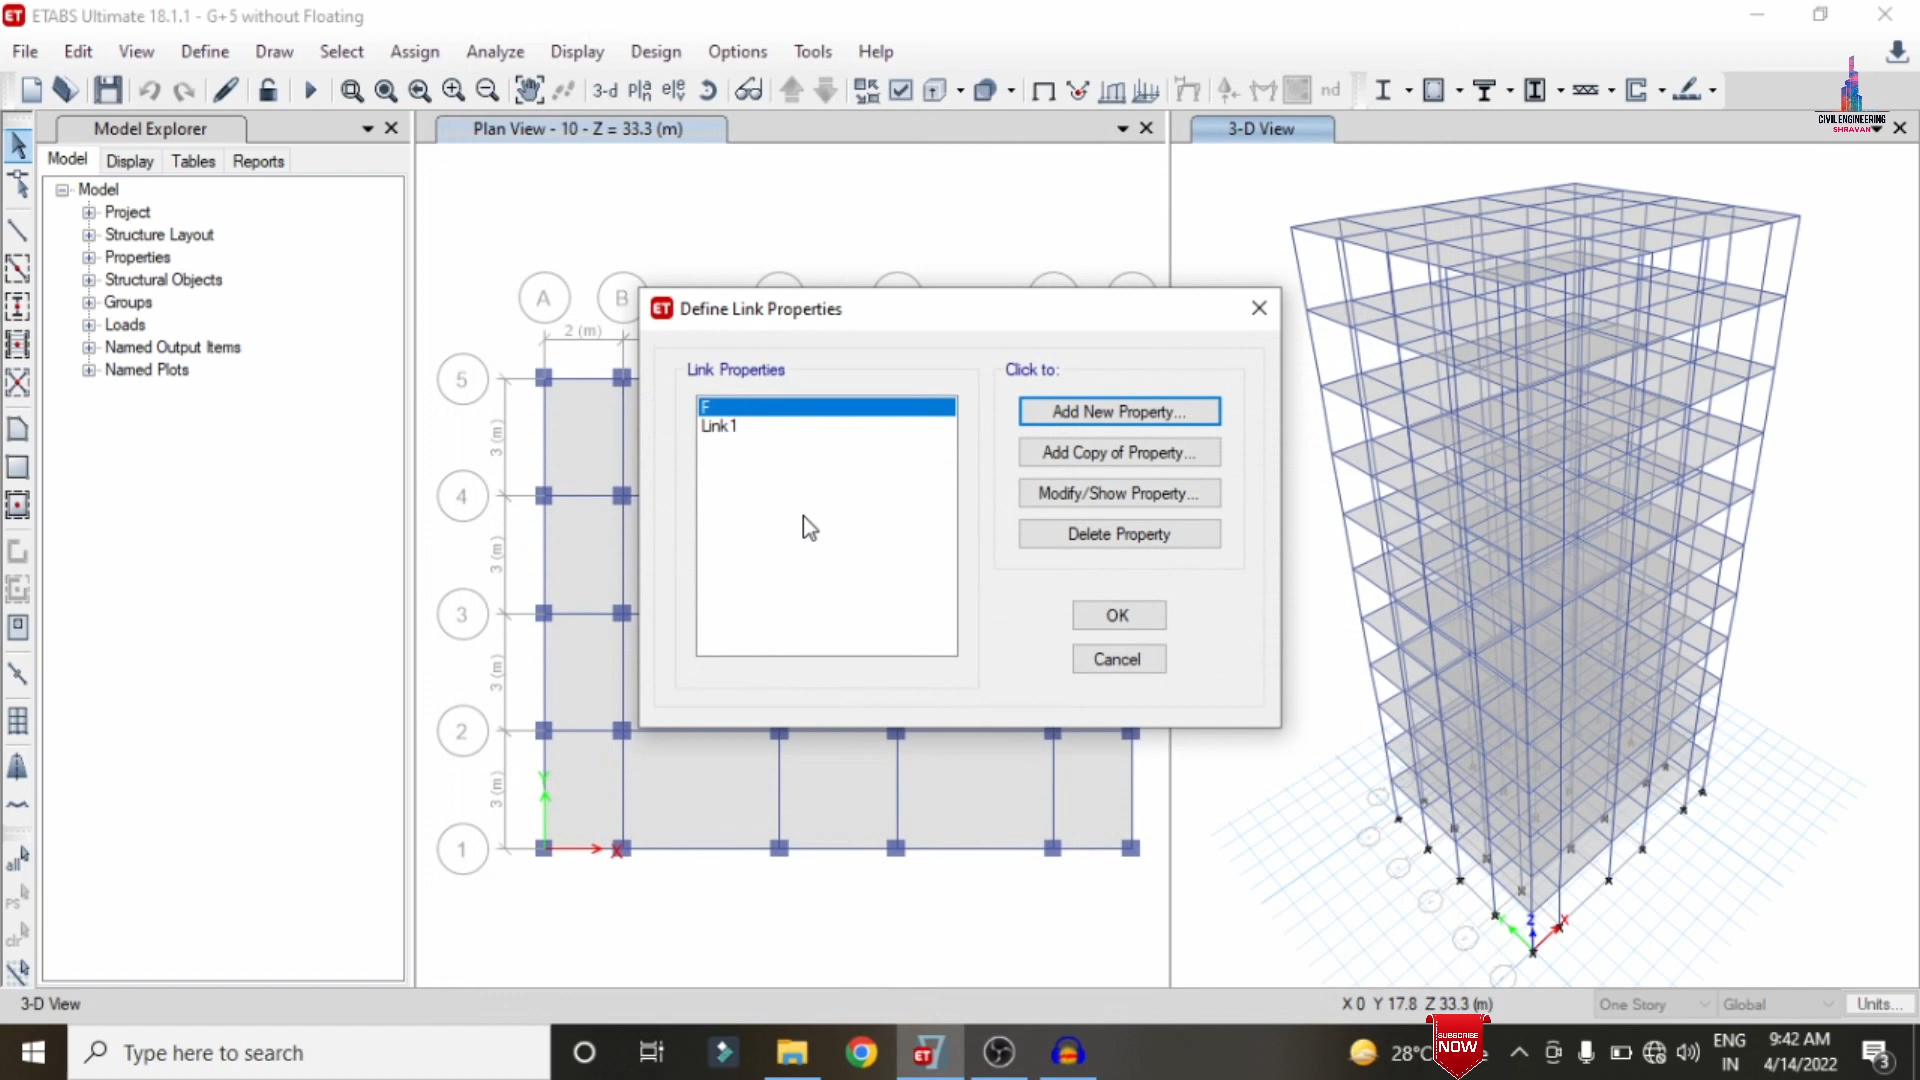 ETABS Ultimate 18.1.1 - G+5 without Floating
File Edit View Define Draw Select Assign Analyze Display Design Options Tools Help
3-d nd
CIVIL ENGINEERING
SHRAVAN
Model Explorer
Plan View - 10 - Z = 33.3 (m)
3-D View
Model Display Tables Reports
Model
Project
Structure Layout
Properties
Structural Objects
Groups
Loads
Named Output Items
Named Plots
A B
2 (m)
5
3 (m)
4
3 (m)
3
3 (m)
2
3 (m)
1
Y
X
Define Link Properties
Link Properties
F
Link1
Click to:
Add New Property...
Add Copy of Property...
Modify/Show Property...
Delete Property
OK
Cancel
Z
X
all
PS
clr
3-D View
X 0 Y 17.8 Z 33.3 (m)
One Story
Global
Units...
Type here to search
ET
28°C
SUBSCRIBE
NOW
ENG
IN
9:42 AM
4/14/2022
3